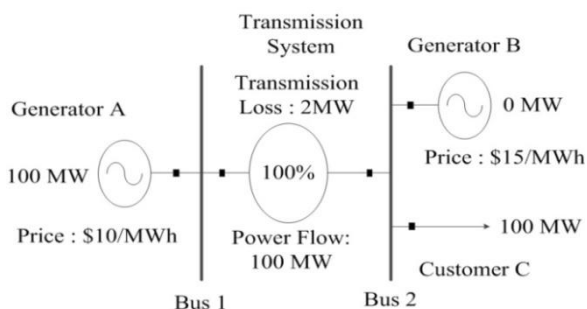 Transmission
System
Generator B
Transmission
Loss : 2MW
Generator A
0 MW
100 MW
100%
Price : $15/MWh
Price : $10/MWh
Power Flow:
100 MW
100 MW
Customer C
Bus 1
Bus 2